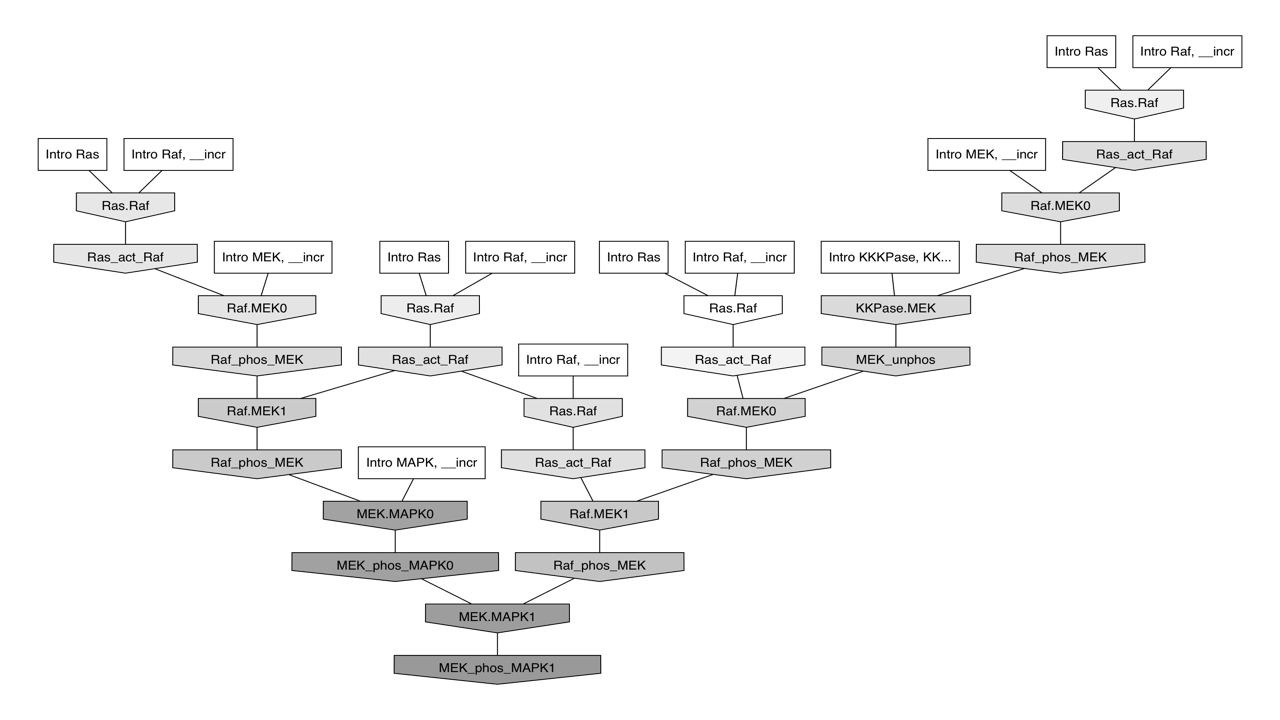 Intro Ras
Intro Raf, __incr
Ras.Raf
Intro Ras
Intro Raf, __incr
Intro MEK, __incr
Ras_act_Raf
Ras.Raf
Raf.MEK0
Ras_act_Raf
Intro MEK, __incr
Intro Ras
Intro Raf, __incr
Intro Ras
Intro Raf, __incr
Intro KKKPase, KK...
Raf_phos_MEK
Raf.MEK0
Ras.Raf
Ras.Raf
KKPase.MEK
Raf_phos_MEK
Ras_act_Raf
Intro Raf, __incr
Ras_act_Raf
MEK_unphos
Raf.MEK1
Ras.Raf
Raf.MEK0
Raf_phos_MEK
Intro MAPK, __incr
Ras_act_Raf
Raf_phos_MEK
MEK.MAPK0
Raf.MEK1
MEK_phos_MAPK0
Raf_phos_MEK
MEK.MAPK1
MEK_phos_MAPK1